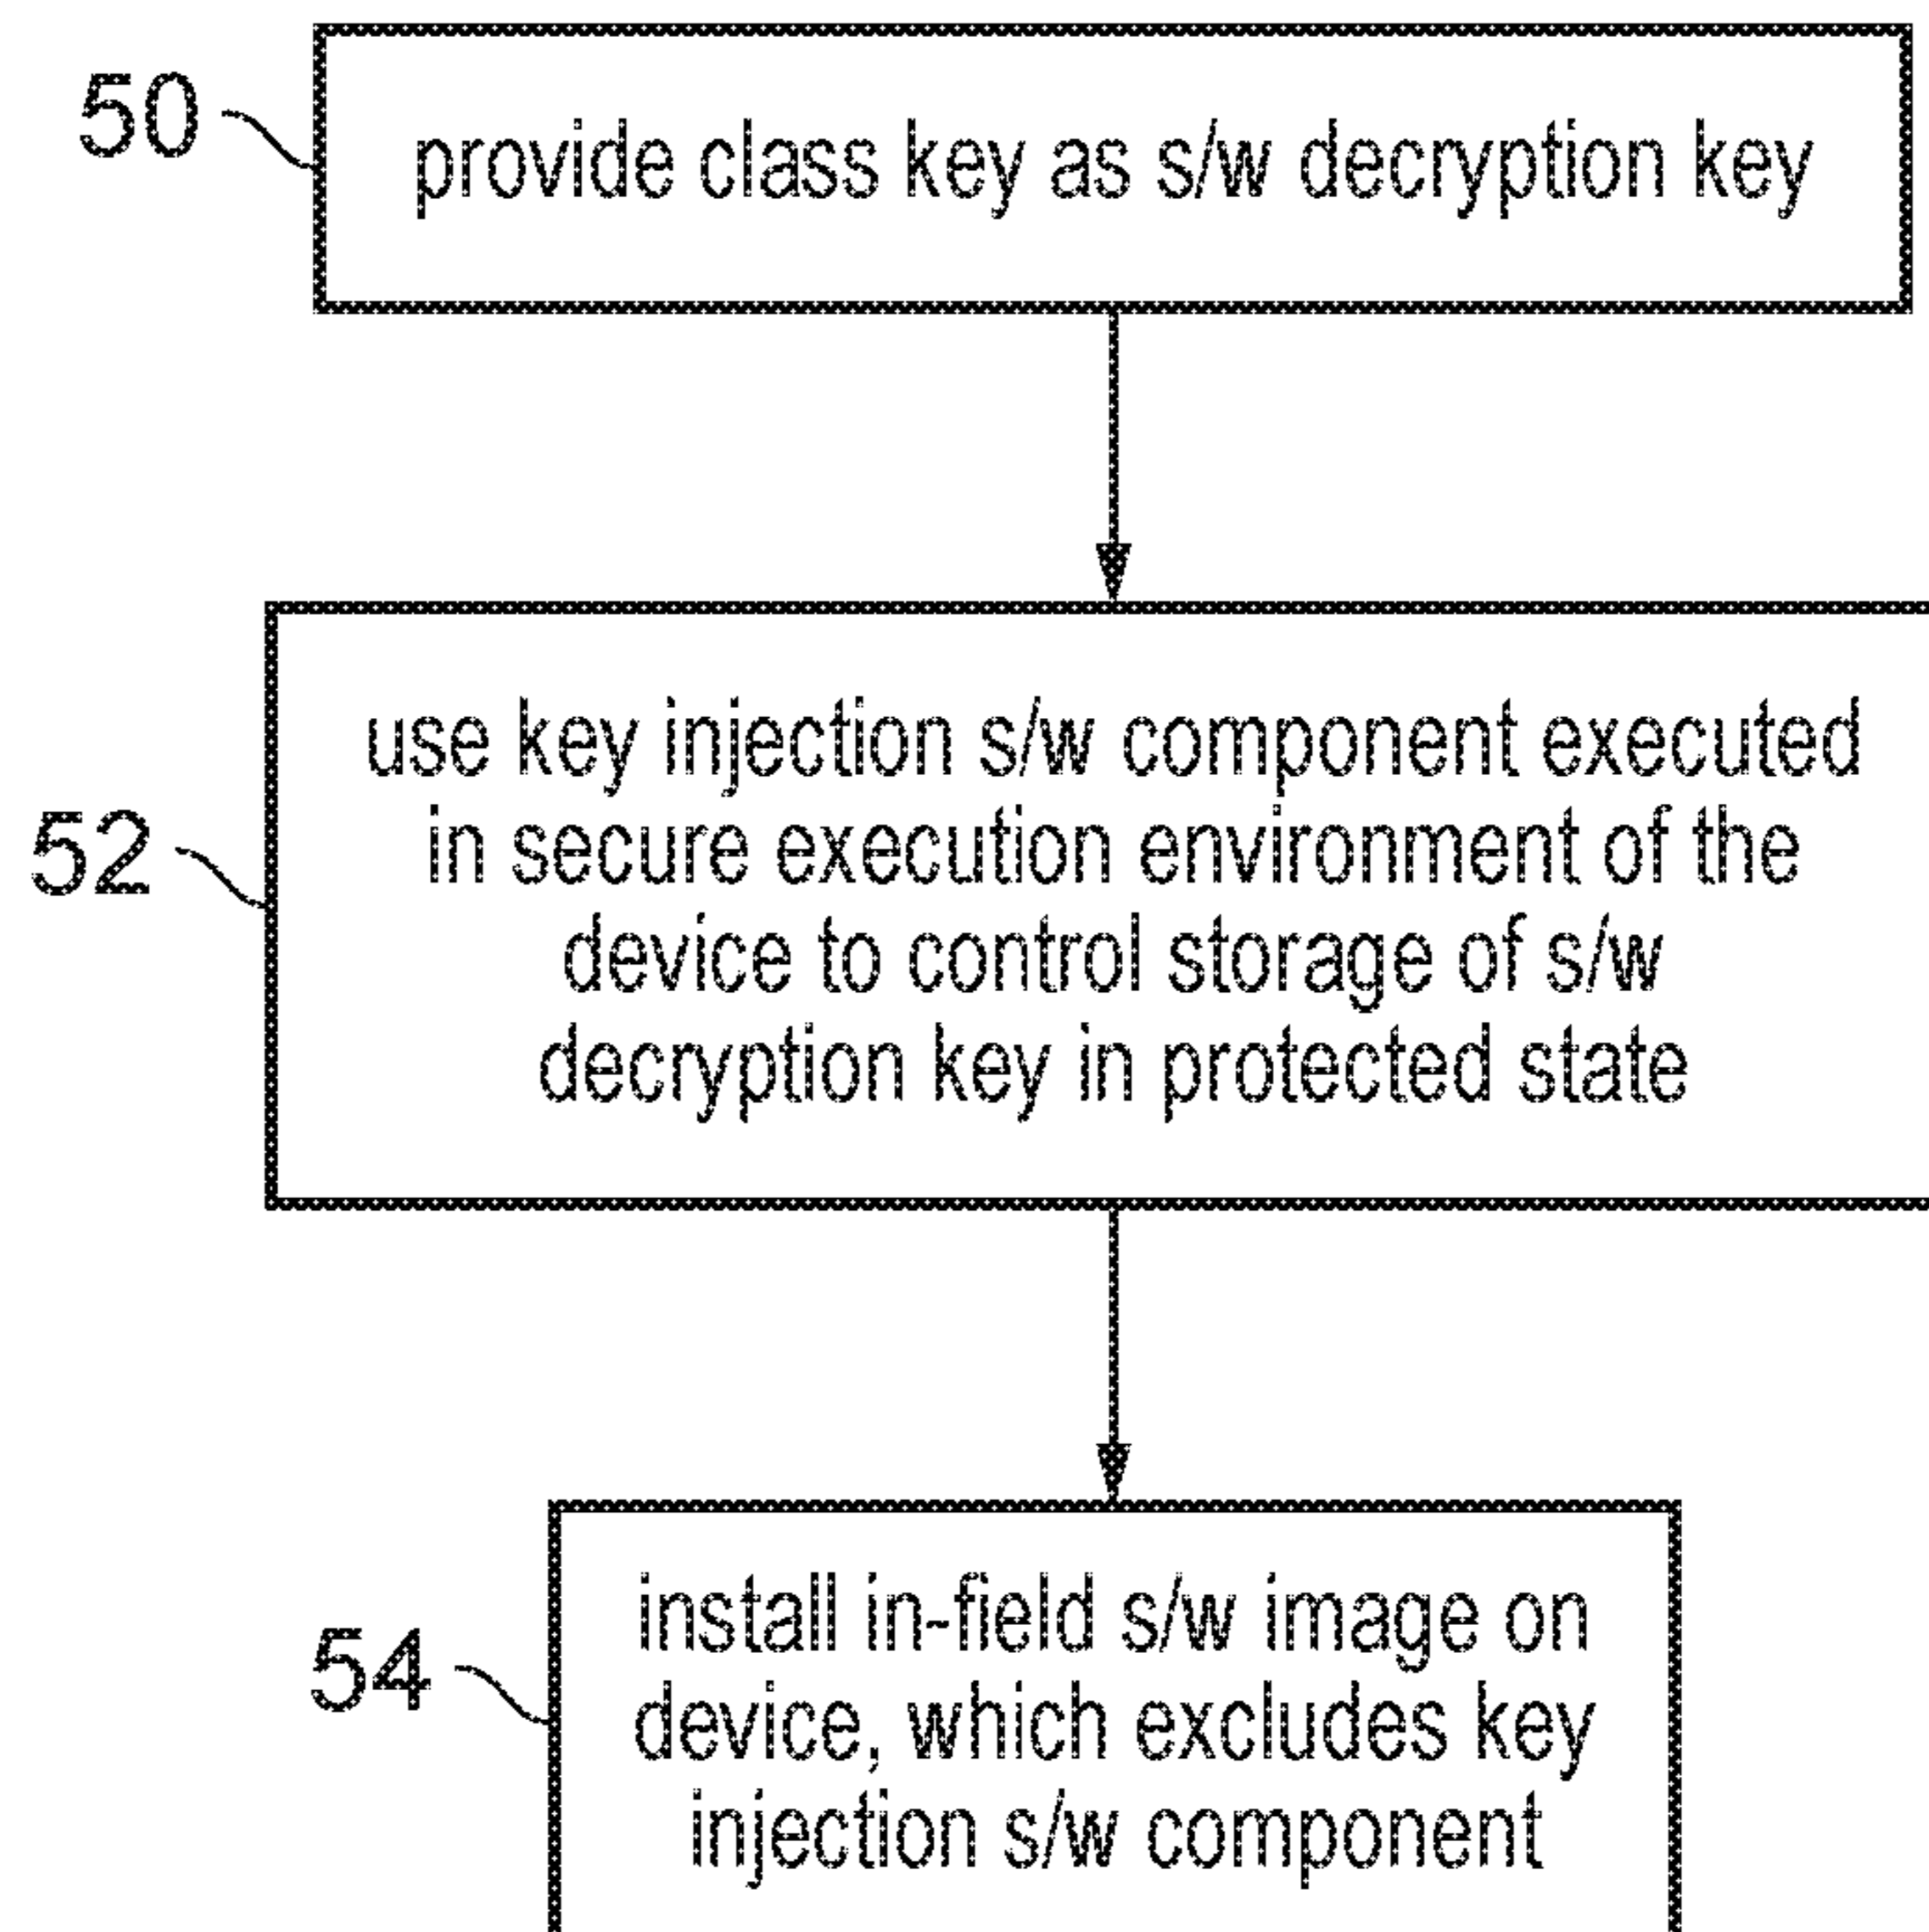 50
provide class key as s/w decryption key
52
use key injection s/w component executed
in secure execution environment of the
device to control storage of s/w
decryption key in protected state
54
install in-field s/w image on
device, which excludes key
injection s/w component